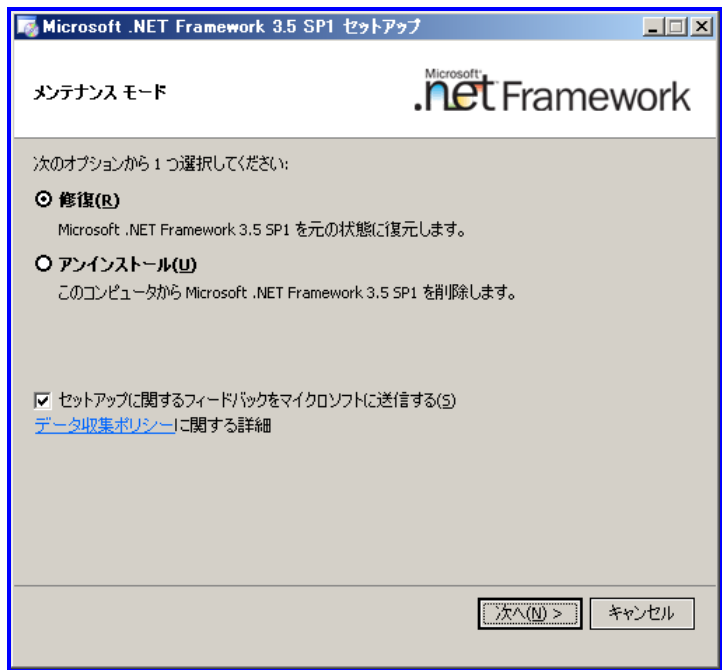 Microsoft .NET Framework 3.5 SP1 セットアップ
メンテナンス モード
Microsoft
.net Framework
次のオプションから 1 つ選択してください:
修復(R)
Microsoft .NET Framework 3.5 SP1 を元の状態に復元します。
アンインストール(U)
このコンピュータから Microsoft .NET Framework 3.5 SP1 を削除します。
セットアップに関するフィードバックをマイクロソフトに送信する(S)
データ収集ポリシーに関する詳細
次へ(N) >
キャンセル